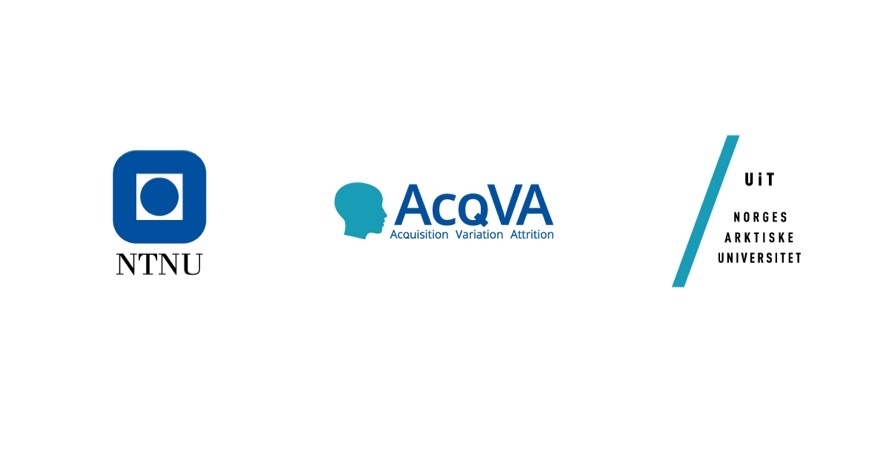 NTNU
AcqVA
Acquisition Variation Attrition
UiT
NORGES
ARKTISKE
UNIVERSITET